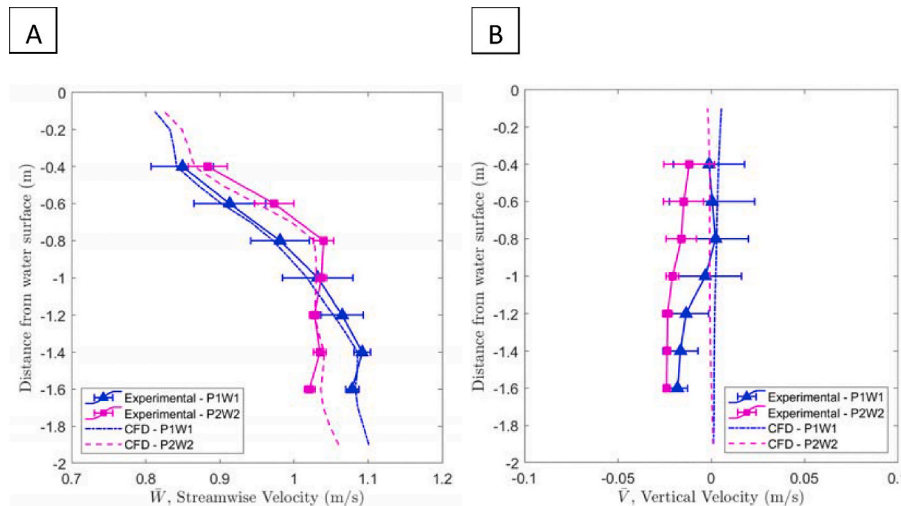 A
B
0
-0.2
-0.4
-0.6
-0.8
-1
-1.2
-1.4
-1.6
-1.8
-2
Distance from water surface (m)
Experimental - P1W1
Experimental - P2W2
CFD - P1W1
CFD - P2W2
0.7
0.8
0.9
1
1.1
1.2
W̄, Streamwise Velocity (m/s)
0
-0.2
-0.4
-0.6
-0.8
-1
-1.2
-1.4
-1.6
-1.8
-2
Distance from water surface (m)
Experimental - P1W1
Experimental - P2W2
CFD - P1W1
CFD - P2W2
-0.1
-0.05
0
0.05
V̄, Vertical Velocity (m/s)